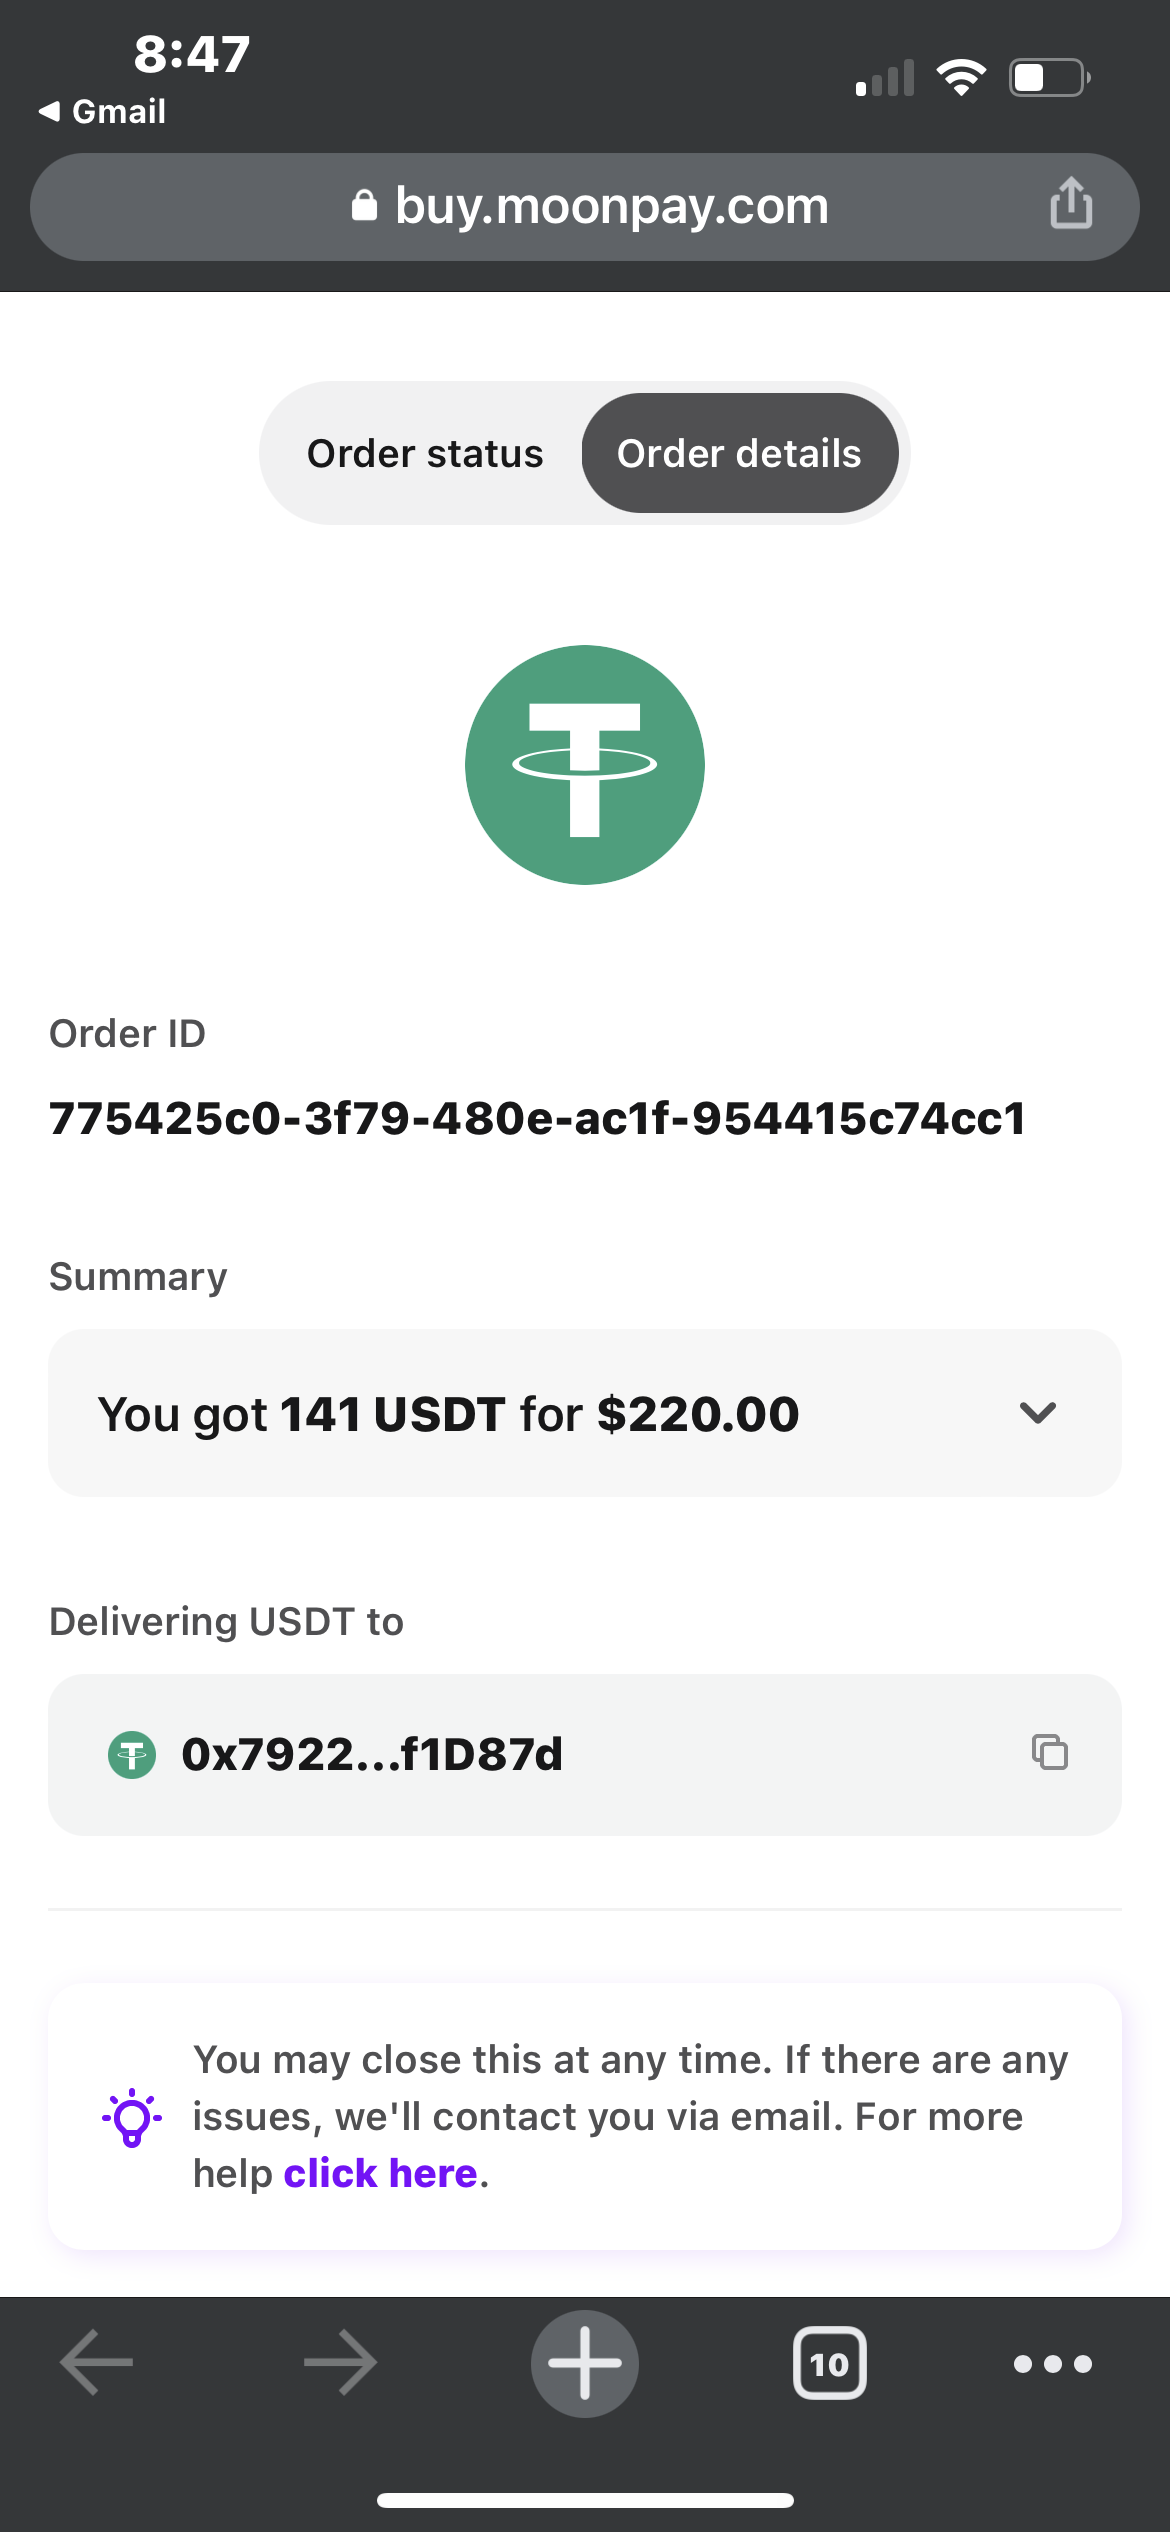 8:47
Gmail
buy.moonpay.com
Order status
Order details
Order ID
775425c0-3f79-480e-ac1f-954415c74cc1
Summary
You got 141 USDT for $220.00
Delivering USDT to
0x7922...f1D87d
You may close this at any time. If there are any
issues, we'll contact you via email. For more
help click here.
10